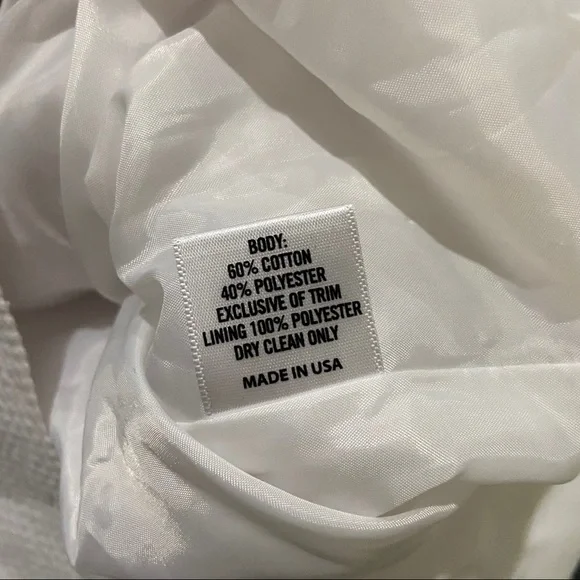 BODY:
60% COTTON
40% POLYESTER
EXCLUSIVE OF TRIM
LINING 100% POLYESTER
DRY CLEAN ONLY
MADE IN USA